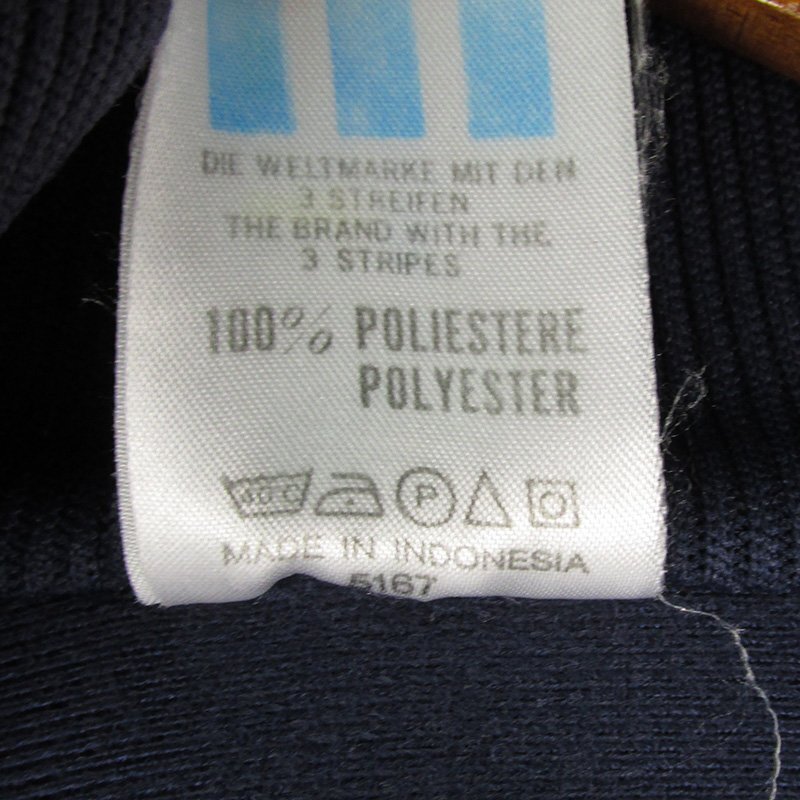 DIE WELTMARKE MIT DEN
3 STREIFEN
THE BRAND WITH THE
3 STRIPES
100% POLIESTERE
POLYESTER
40 C P
MADE IN INDONESIA
5167